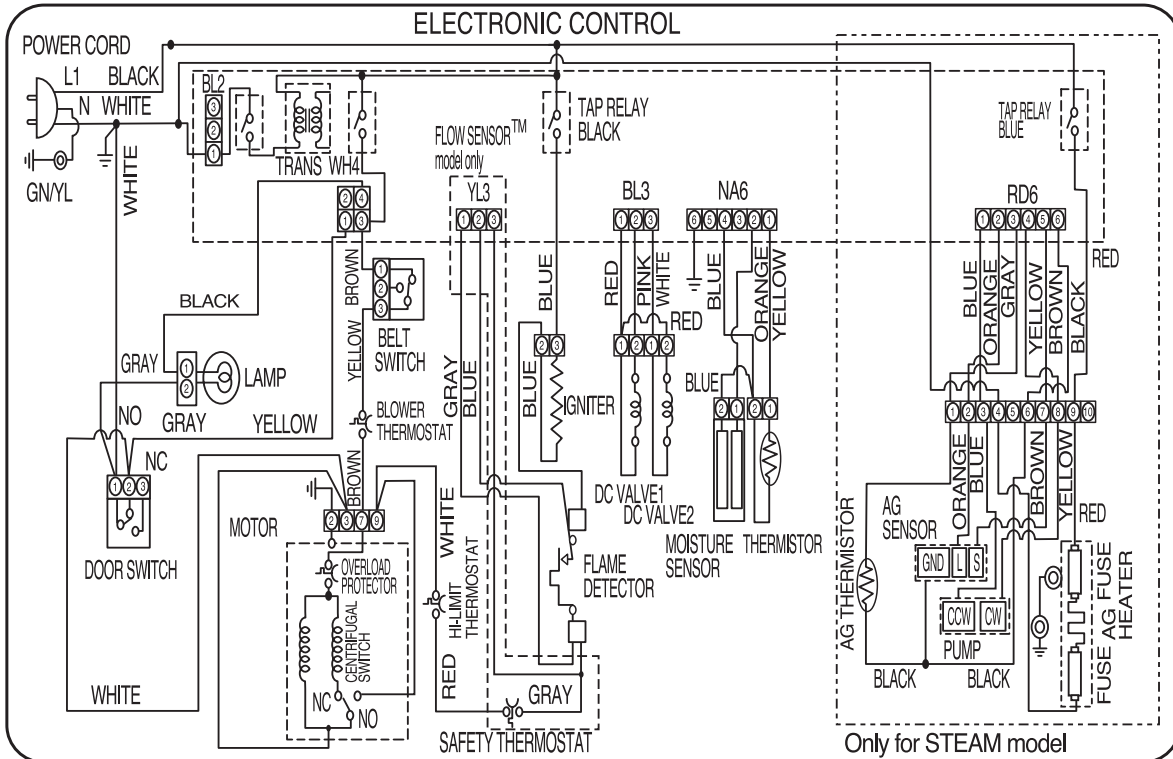 ELECTRONIC CONTROL
POWER CORD
L1 BLACK
N WHITE
GN/YL
WHITE
BL2
3
2
1
TRANS WH4
2 4
1 3
FLOW SENSOR™
model only
YL3
1 2 3
TAP RELAY
BLACK
BL3
1 2 3
NA6
6 5 4 3 2 1
TAP RELAY
BLUE
RD6
1 2 3 4 5 6
RED
BLACK
BROWN
1
2
3
BELT
SWITCH
YELLOW
GRAY
1
2
LAMP
GRAY
NO
NC
YELLOW
1 2 3
DOOR SWITCH
BLOWER
THERMOSTAT
BROWN
MOTOR
2 3 7 9
OVERLOAD
PROTECTOR
CENTRIFUGAL
SWITCH
NC
NO
WHITE
WHITE
HI-LIMIT
THERMOSTAT
RED
GRAY
BLUE
BLUE
BLUE
2 3
IGNITER
FLAME
DETECTOR
GRAY
SAFETY THERMOSTAT
RED
PINK
WHITE
RED
1 2 1 2
DC VALVE1
DC VALVE2
BLUE
ORANGE
YELLOW
BLUE
2 1 2 1
MOISTURE
SENSOR
THERMISTOR
BLUE
ORANGE
GRAY
YELLOW
BROWN
BLACK
1 2 3 4 5 6 7 8 9 10
ORANGE
BLUE
BROWN
YELLOW
RED
AG THERMISTOR
AG
SENSOR
GND L S
CCW CW
PUMP
BLACK
BLACK
FUSE
AG
HEATER
FUSE
Only for STEAM model